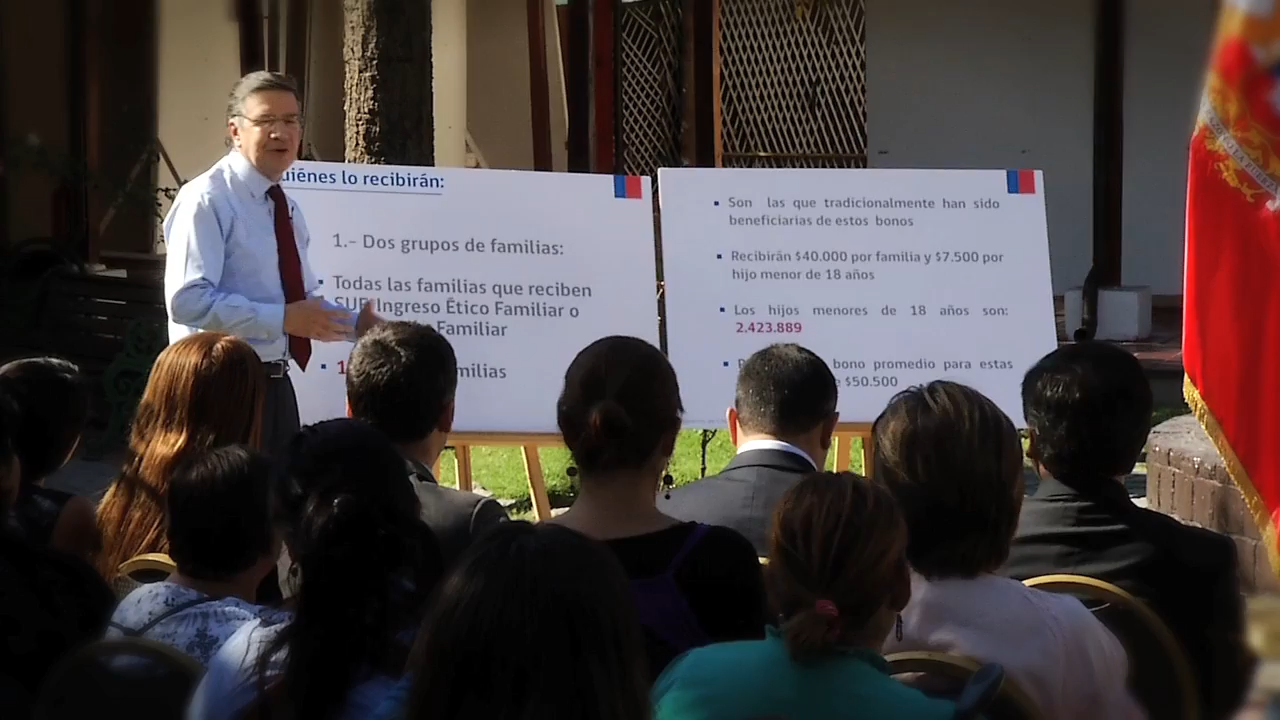 uiénes lo recibirán:
1.- Dos grupos de familias:
Todas las familias que reciben
SUF, Ingreso Ético Familiar o
Familiar
1
milias
Son las que tradicionalmente han sido
beneficiarias de estos bonos
Recibirán $40.000 por familia y $7.500 por
hijo menor de 18 años
Los hijos menores de 18 años son:
2.423.889
bono promedio para estas
$50.500